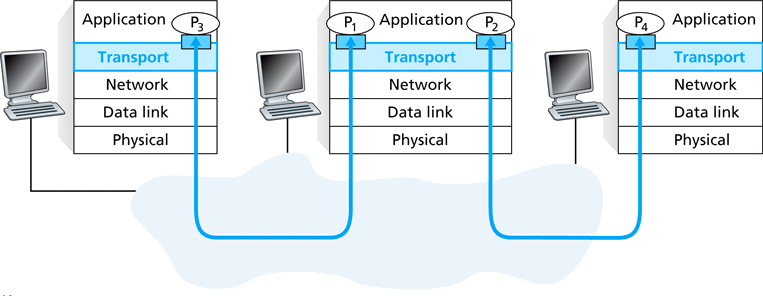 Application P3
Transport
Network
Data link
Physical
P1 Application P2
Transport
Network
Data link
Physical
P4 Application
Transport
Network
Data link
Physical